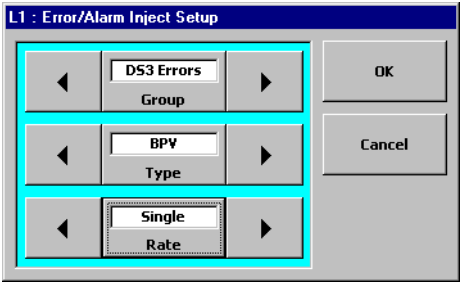 L1 : Error/Alarm Inject Setup
DS3 Errors
Group
OK
BPV
Type
Cancel
Single
Rate